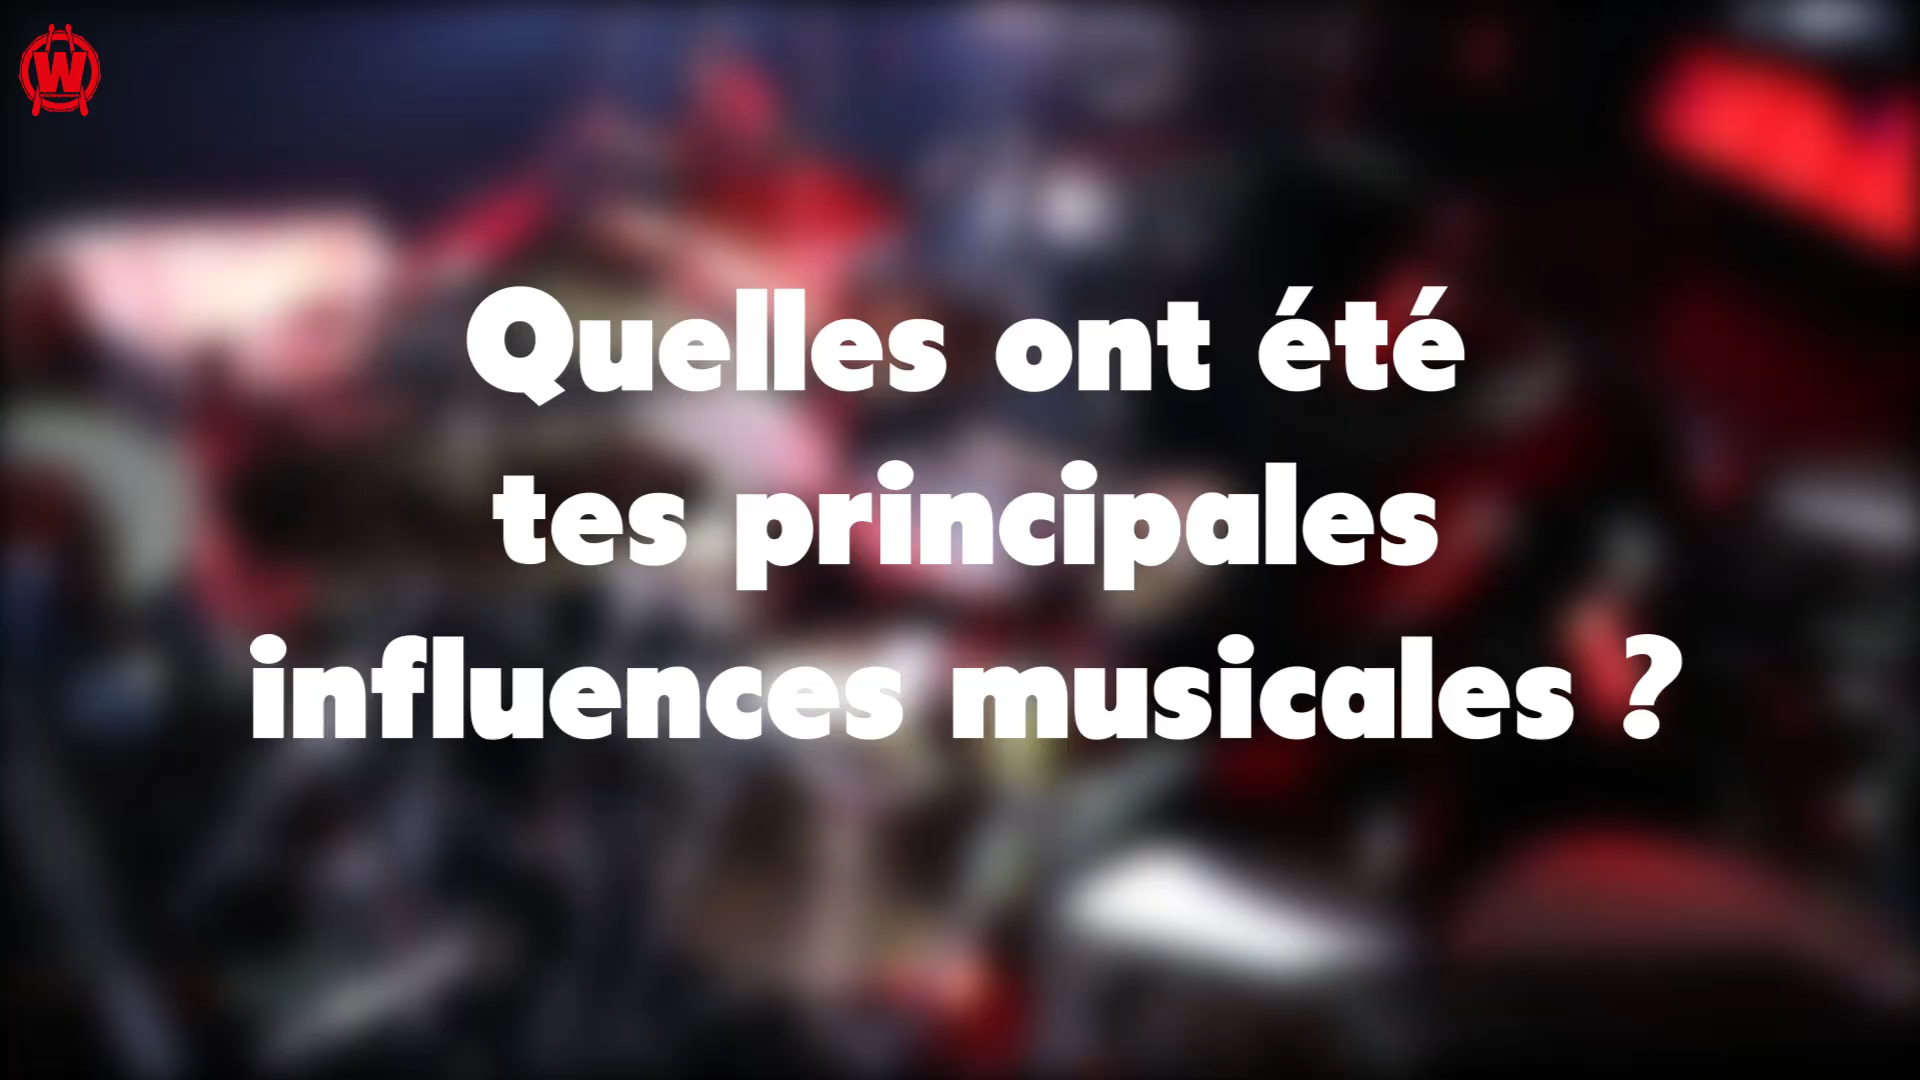 W
Quelles ont été
tes principales
influences musicales ?